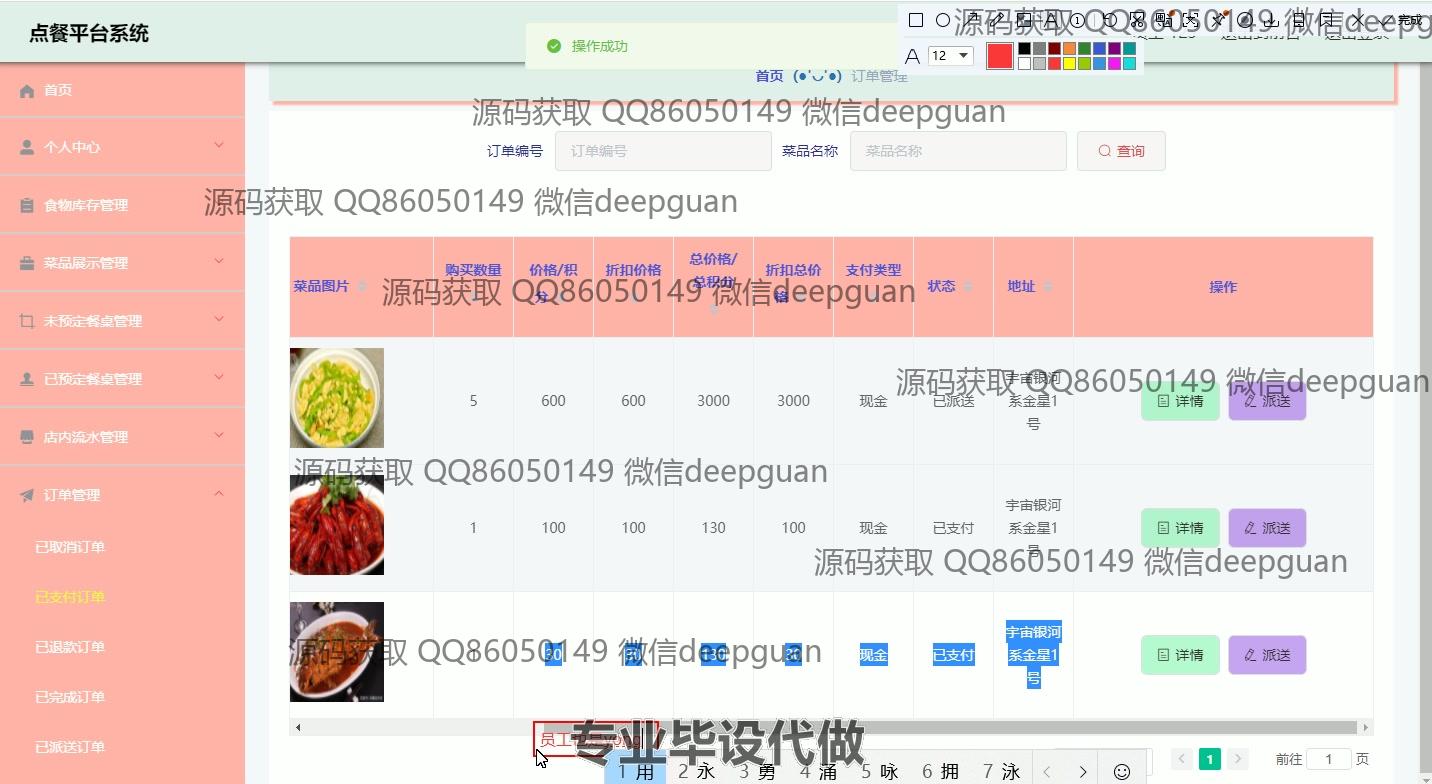 点餐平台系统
操作成功
完成
12
首页 (●'◡'●) 订单管理
源码获取 QQ86050149 微信deepguan
首页
个人中心
食物库存管理
菜品展示管理
未预定餐桌管理
已预定餐桌管理
店内流水管理
订单管理
已取消订单
已支付订单
已退款订单
已完成订单
已派送订单
订单编号 订单编号 菜品名称 菜品名称 查询
源码获取 QQ86050149 微信deepguan
菜品图片 购买数量 价格/积分 折扣价格 总价格/总积分 折扣总价格 支付类型 状态 地址 操作
源码获取 QQ86050149 微信deepguan
源码获取 QQ86050149 微信deepguan
5 600 600 3000 3000 现金 已派送 宇宙银河系金星1号 详情 派送
源码获取 QQ86050149 微信deepguan
1 100 100 130 100 现金 已支付 宇宙银河系金星1号 详情 派送
源码获取 QQ86050149 微信deepguan
30 130 现金 已支付 宇宙银河系金星1号 详情 派送
源码获取 QQ86050149 微信deepguan
员工也是yong
专业毕设代做
1 前往 1 页
1 用 2 永 3 勇 4 涌 5 咏 6 拥 7 泳